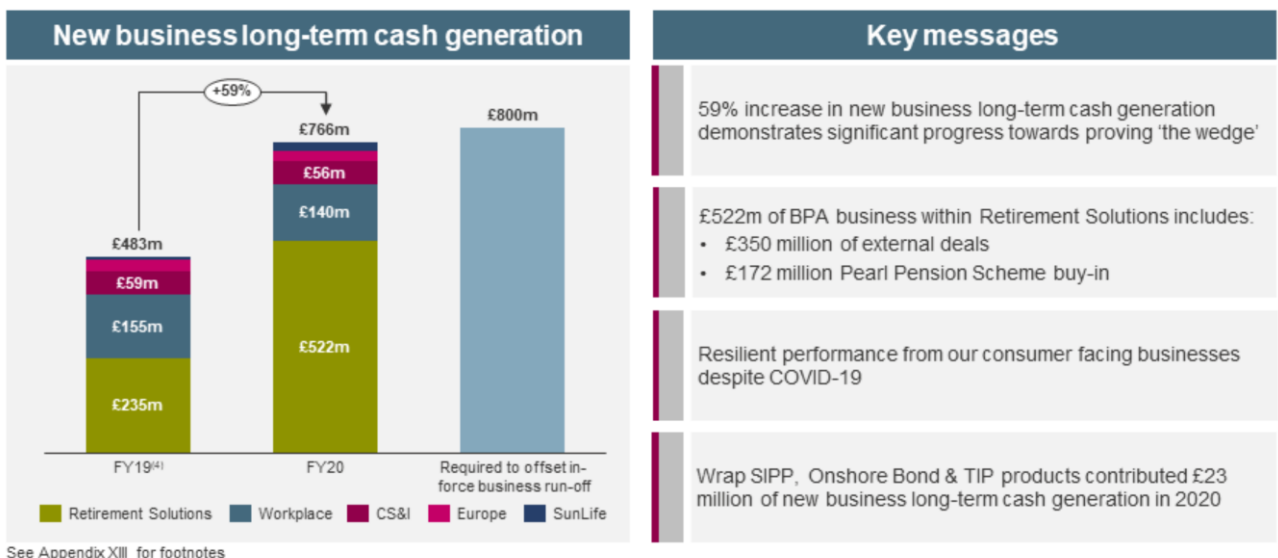 New business long-term cash generation
+59%
£766m
£800m
£56m
£140m
£483m
£59m
£155m
£522m
£235m
FY19(4)
FY20
Required to offset in-
force business run-off
Retirement Solutions
Workplace
CS&I
Europe
SunLife
See Appendix XIII for footnotes
Key messages
59% increase in new business long-term cash generation
demonstrates significant progress towards proving ‘the wedge’
£522m of BPA business within Retirement Solutions includes:
• £350 million of external deals
• £172 million Pearl Pension Scheme buy-in
Resilient performance from our consumer facing businesses
despite COVID-19
Wrap SIPP, Onshore Bond & TIP products contributed £23
million of new business long-term cash generation in 2020